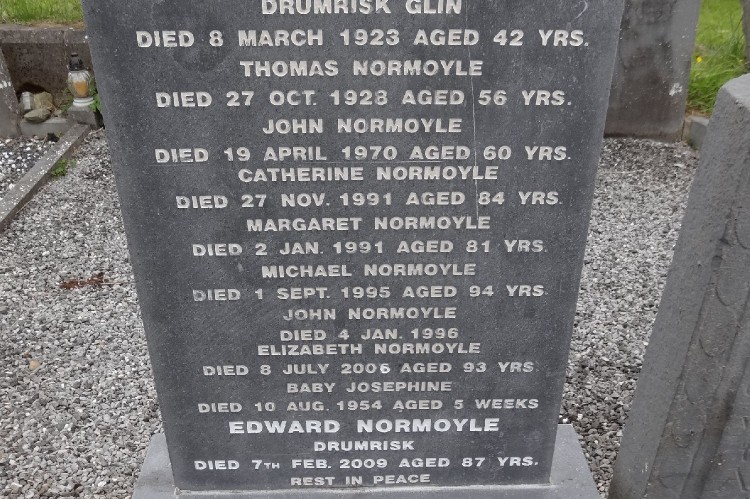 DRUMRISK GLIN
DIED 8 MARCH 1923 AGED 42 YRS.
THOMAS NORMOYLE
DIED 27 OCT. 1928 AGED 56 YRS.
JOHN NORMOYLE
DIED 19 APRIL 1970 AGED 60 YRS.
CATHERINE NORMOYLE
DIED 27 NOV. 1991 AGED 84 YRS.
MARGARET NORMOYLE
DIED 2 JAN. 1991 AGED 81 YRS.
MICHAEL NORMOYLE
DIED 1 SEPT. 1995 AGED 94 YRS.
JOHN NORMOYLE
DIED 4 JAN. 1996
ELIZABETH NORMOYLE
DIED 8 JULY 2006 AGED 93 YRS.
BABY JOSEPHINE
DIED 10 AUG. 1954 AGED 5 WEEKS
EDWARD NORMOYLE
DRUMRISK
DIED 7TH FEB. 2009 AGED 87 YRS.
REST IN PEACE